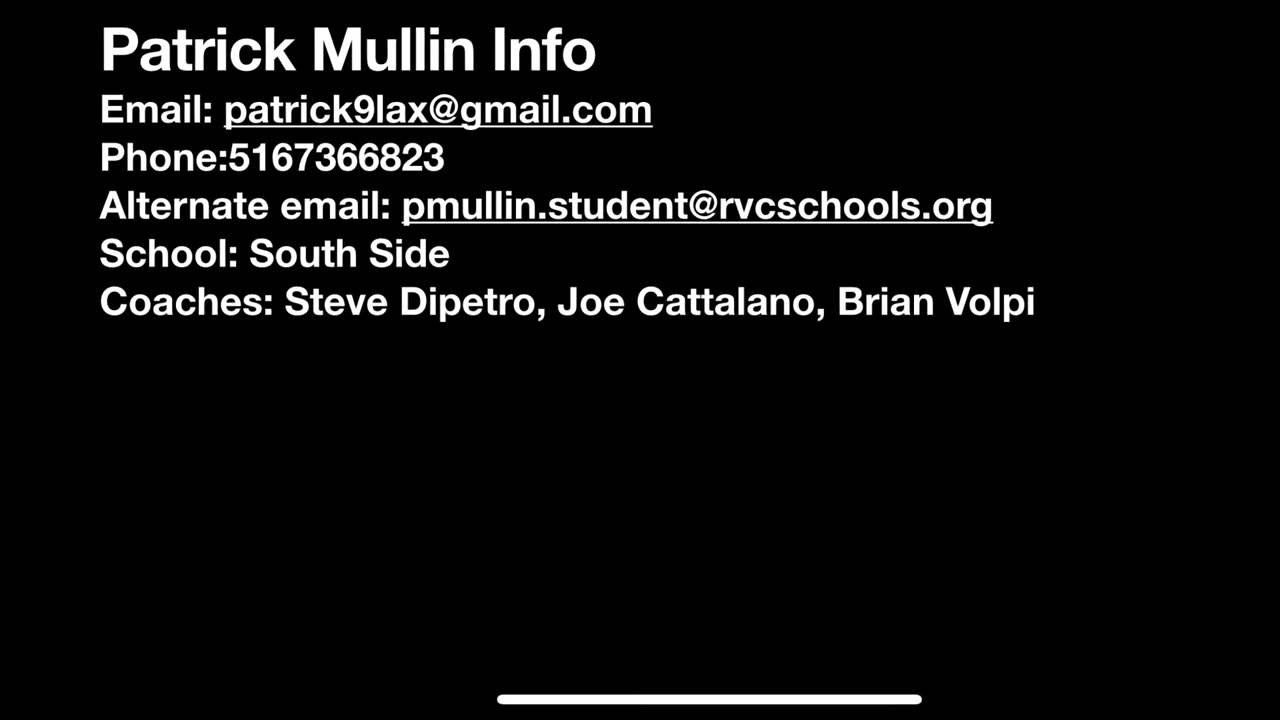 Patrick Mullin Info
Email: patrick9lax@gmail.com
Phone:5167366823
Alternate email: pmullin.student@rvcschools.org
School: South Side
Coaches: Steve Dipetro, Joe Cattalano, Brian Volpi